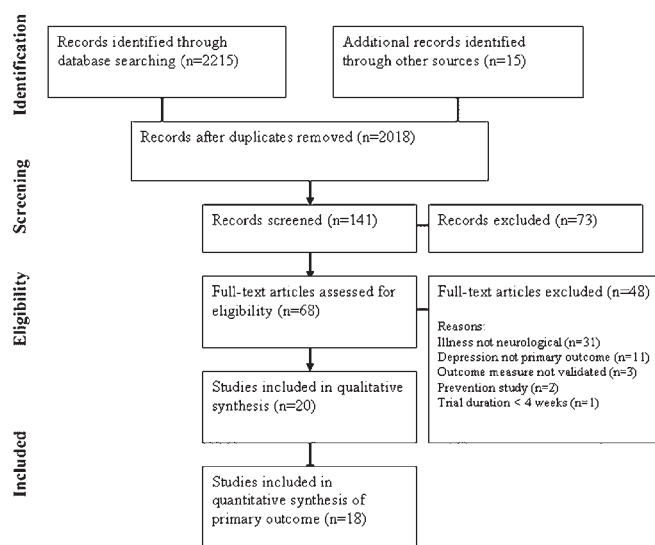 Identification
Records identified through
database searching (n=2215)
Additional records identified
through other sources (n=15)
Records after duplicates removed (n=2018)
Screening
Records screened (n=141)
Records excluded (n=73)
Eligibility
Full-text articles assessed for
eligibility (n=68)
Full-text articles excluded (n=48)
Reasons:
Illness not neurological (n=31)
Depression not primary outcome (n=11)
Outcome measure not validated (n=3)
Prevention study (n=2)
Trial duration < 4 weeks (n=1)
Studies included in qualitative
synthesis (n=20)
Included
Studies included in
quantitative synthesis of
primary outcome (n=18)